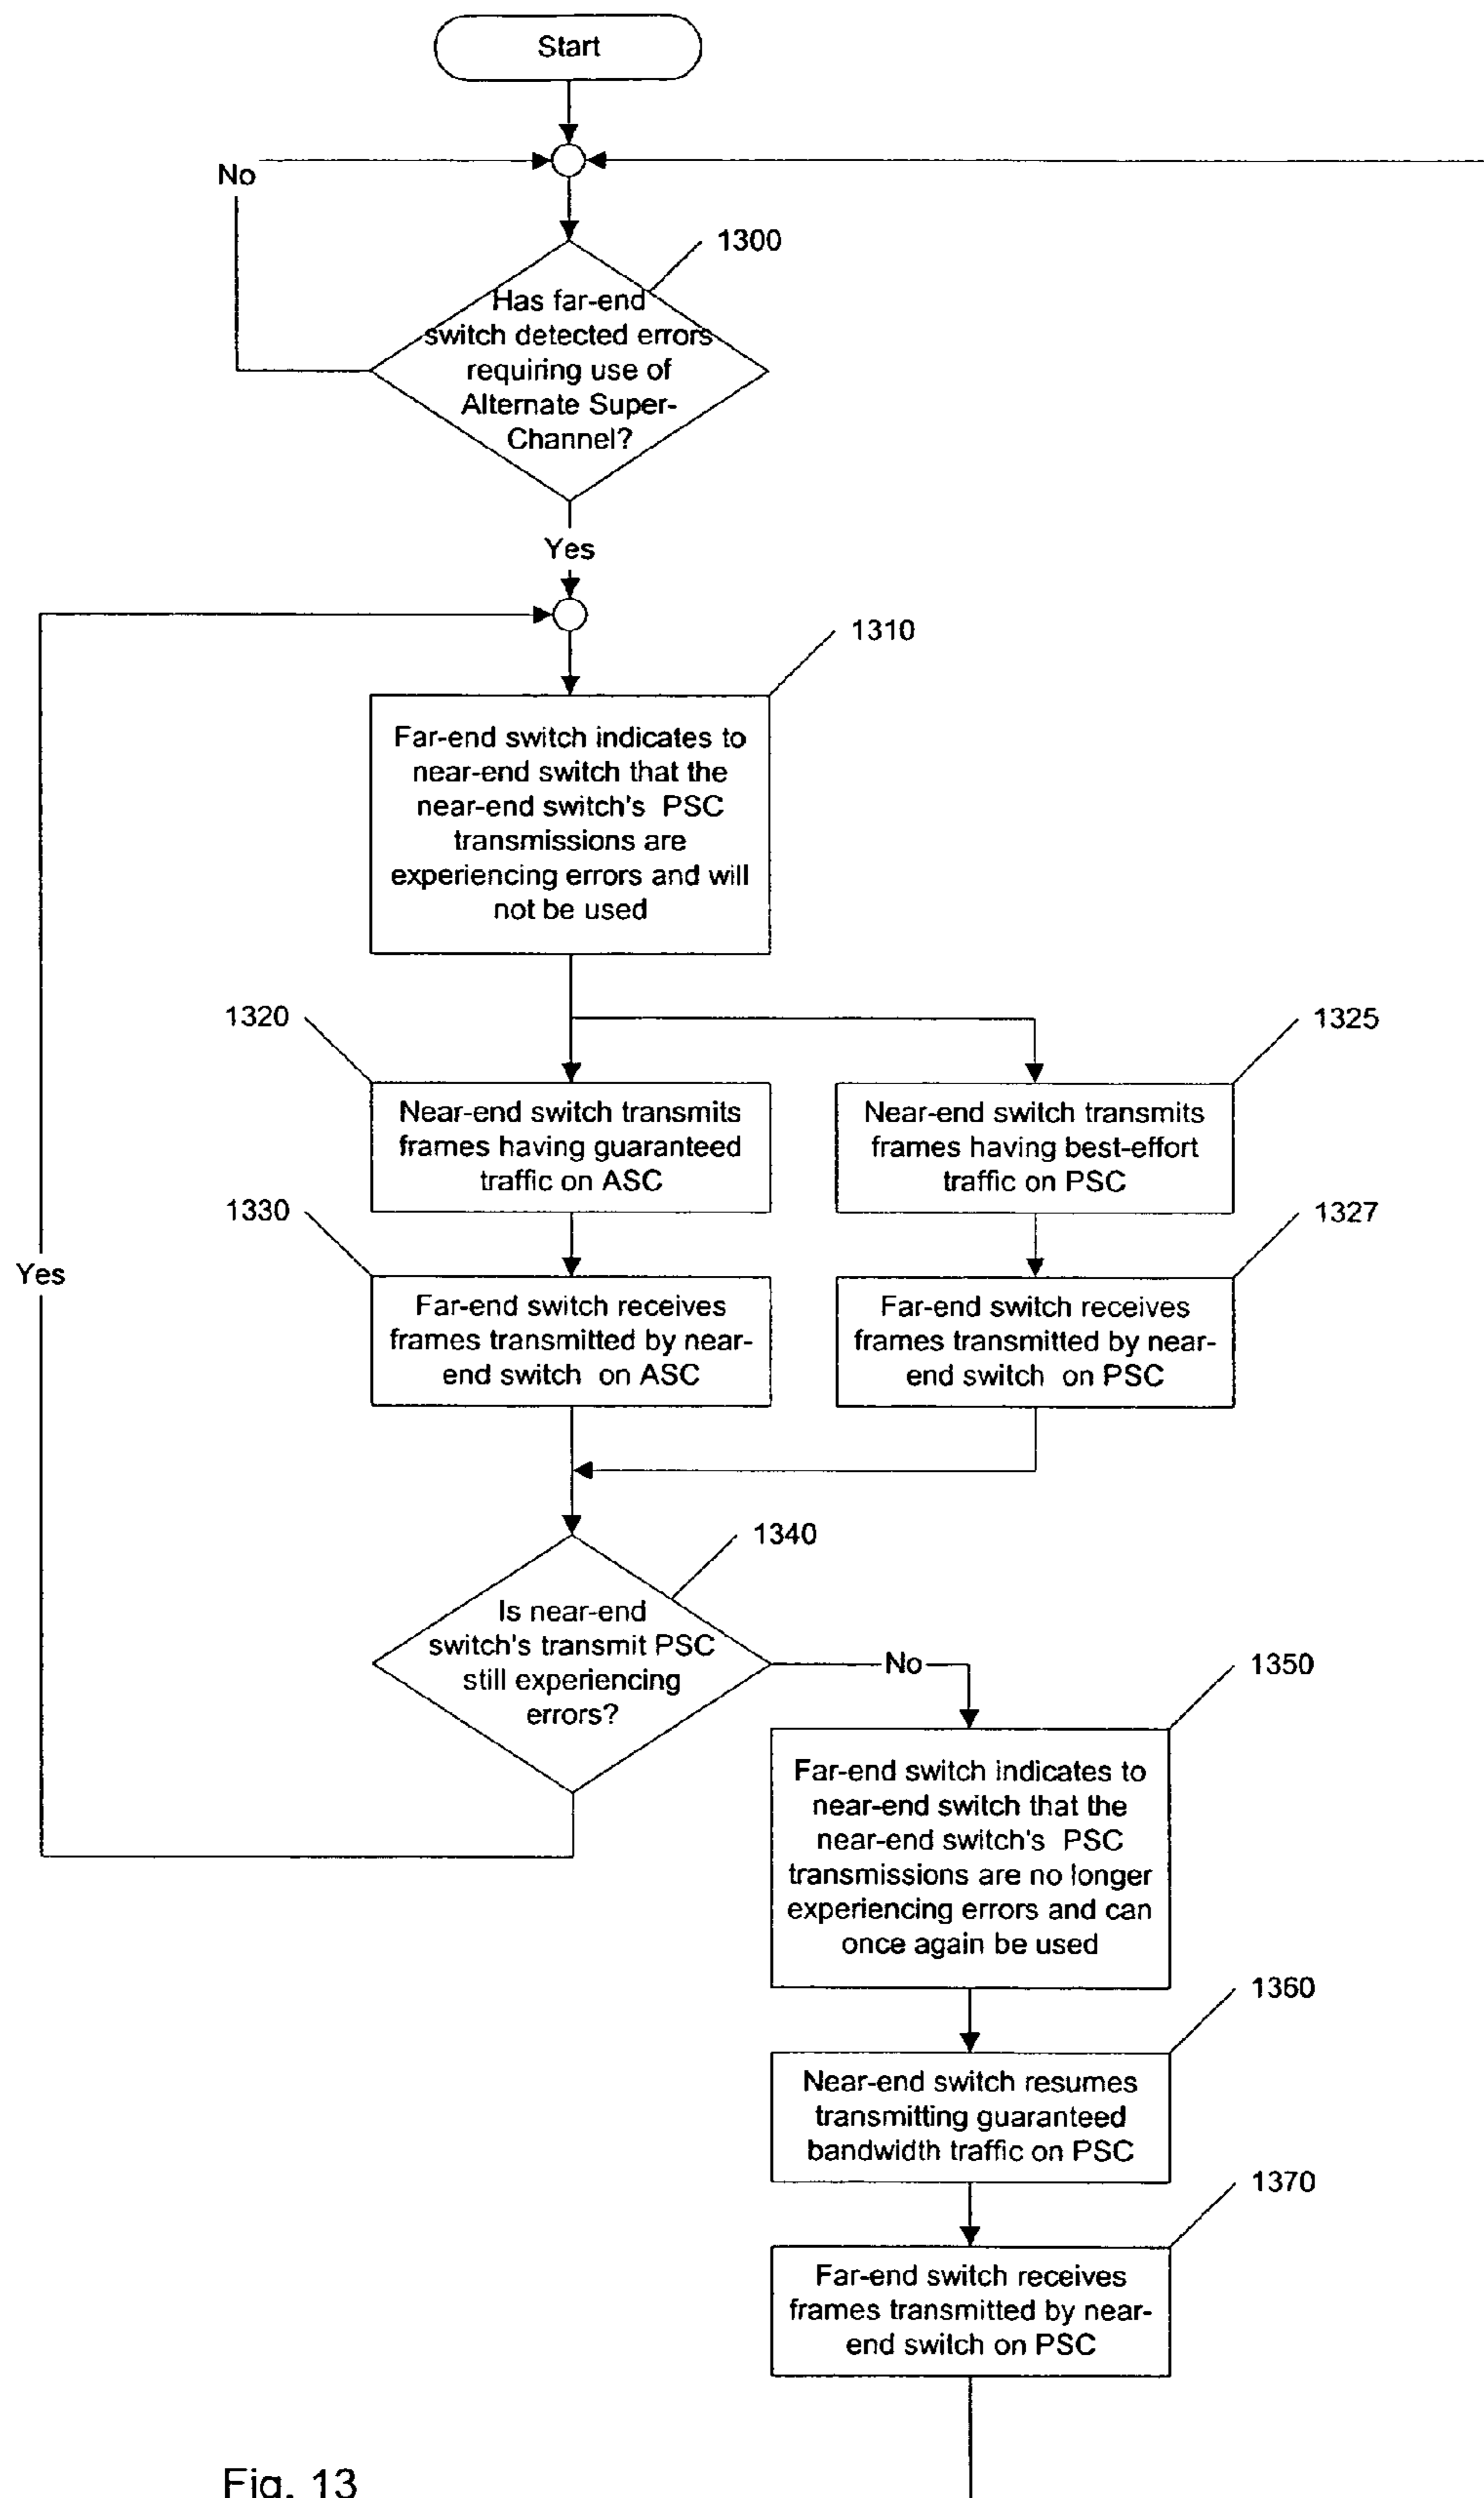 Start
No
1300
Has far-end
switch detected errors
requiring use of
Alternate Super-
Channel?
Yes
1310
Far-end switch indicates to
near-end switch that the
near-end switch's PSC
transmissions are
experiencing errors and will
not be used
1320
1325
Near-end switch transmits
frames having guaranteed
traffic on ASC
Near-end switch transmits
frames having best-effort
traffic on PSC
1330
1327
Far-end switch receives
frames transmitted by near-
end switch on ASC
Far-end switch receives
frames transmitted by near-
end switch on PSC
Yes
1340
Is near-end
switch's transmit PSC
still experiencing
errors?
No
1350
Far-end switch indicates to
near-end switch that the
near-end switch's PSC
transmissions are no longer
experiencing errors and can
once again be used
1360
Near-end switch resumes
transmitting guaranteed
bandwidth traffic on PSC
1370
Far-end switch receives
frames transmitted by near-
end switch on PSC
Fig. 13